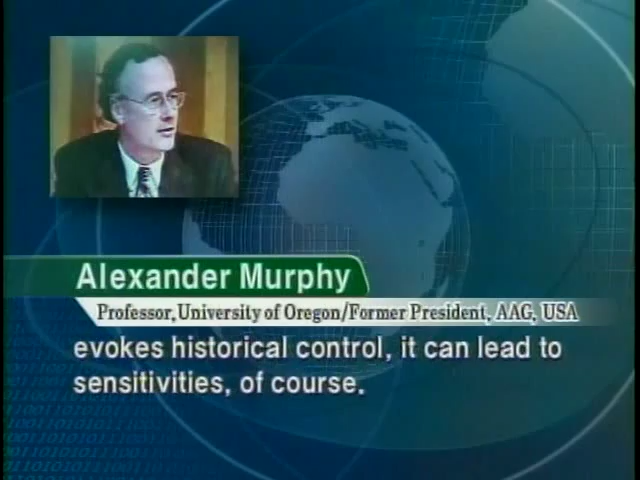 Alexander Murphy
Professor,University of Oregon/Former President, AAG, USA
evokes historical control, it can lead to
sensitivities, of course.